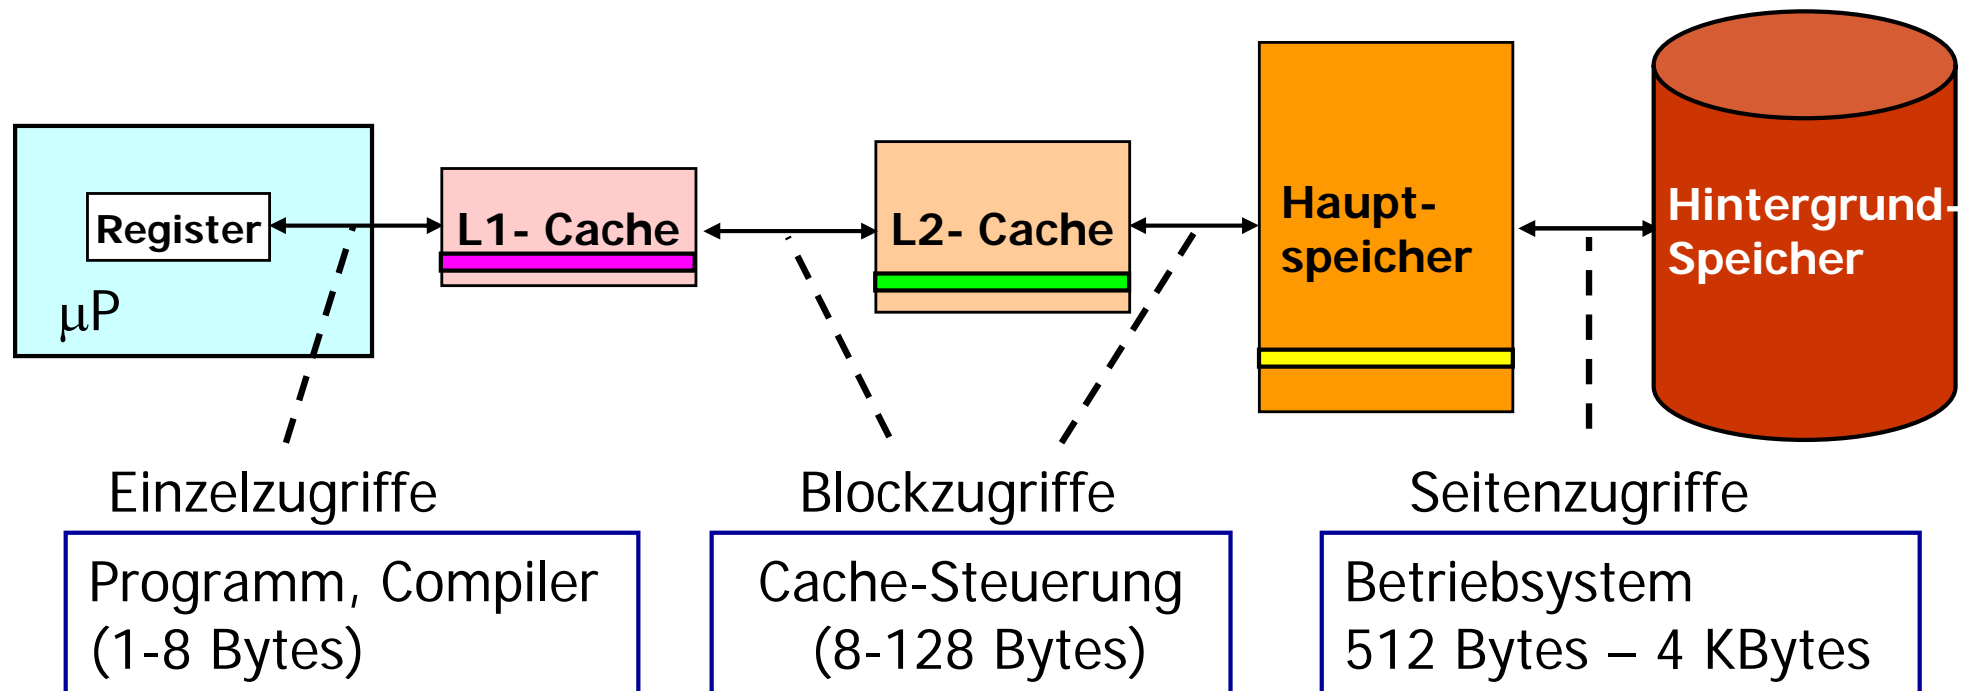 Register
μP
L1- Cache
L2- Cache
Haupt-
speicher
Hintergrund-
Speicher
Einzelzugriffe
Blockzugriffe
Seitenzugriffe
Programm, Compiler
(1-8 Bytes)
Cache-Steuerung
(8-128 Bytes)
Betriebsystem
512 Bytes – 4 KBytes